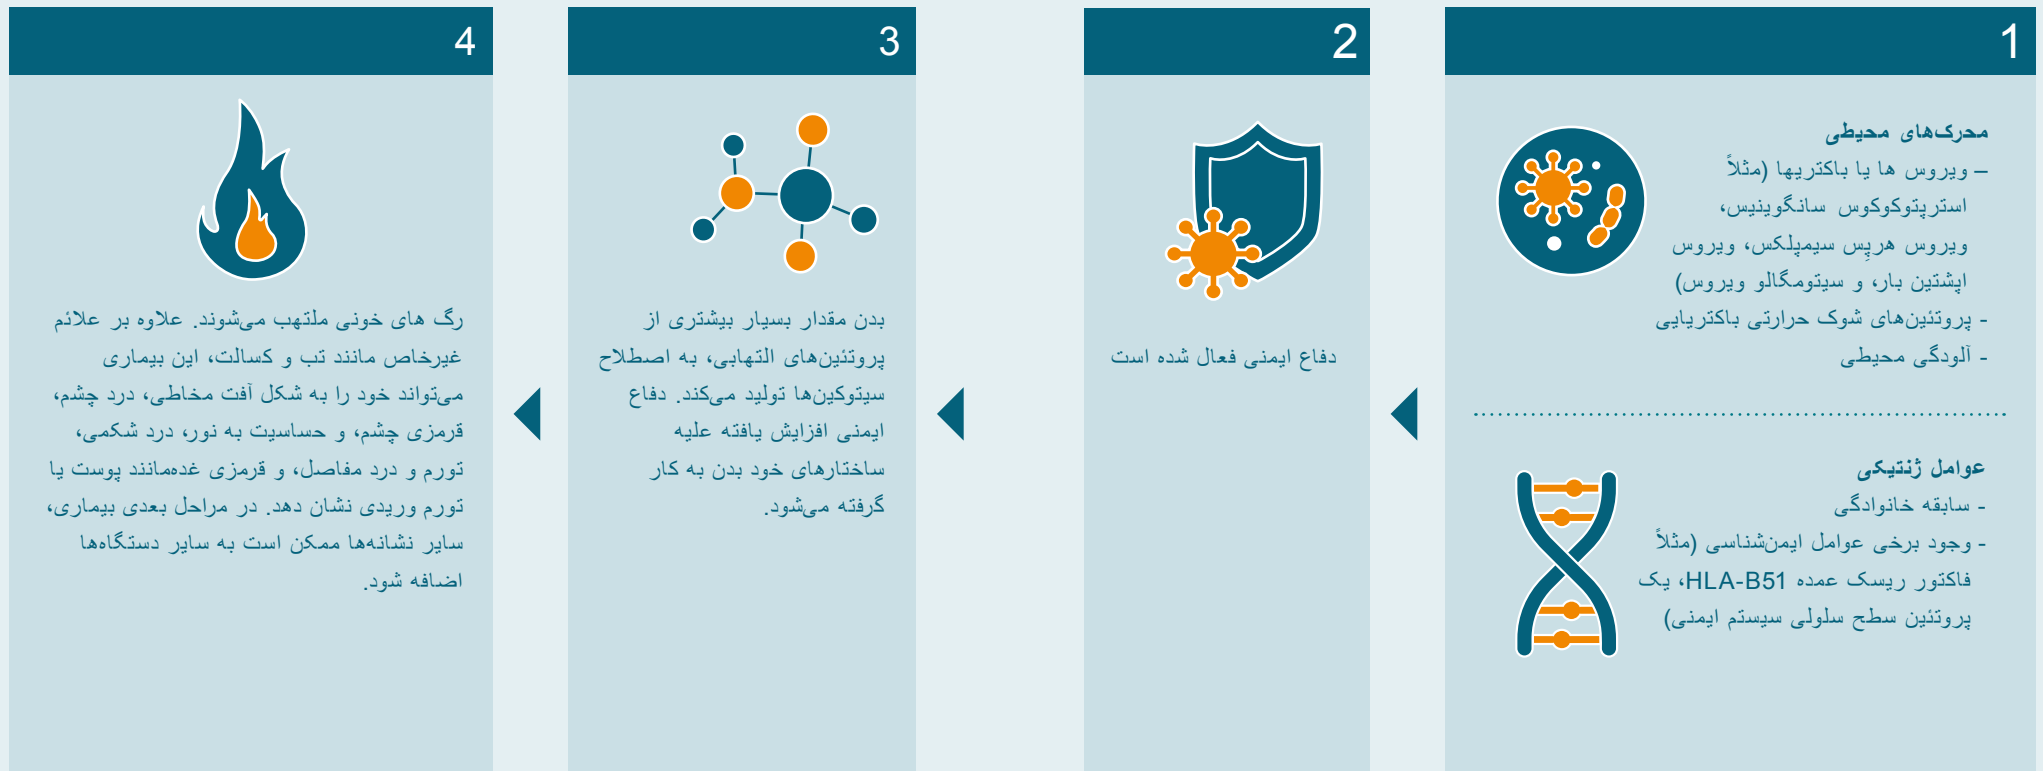 1
محرک‌های محیطی
– ویروس ها یا باکتریها (مثلاً
استرپتوکوکوس سانگوینیس،
ویروس هرپِس سیمپلکس، ویروس
اپشتین بار، و سیتومگالو ویروس)
- پروتئین‌های شوک حرارتی باکتریایی
- آلودگی محیطی
عوامل ژنتیکی
- سابقه خانوادگی
- وجود برخی عوامل ایمن‌شناسی (مثلاً
فاکتور ریسک عمده HLA-B51، یک
پروتئین سطح سلولی سیستم ایمنی)
2
دفاع ایمنی فعال شده است
3
بدن مقدار بسیار بیشتری از
پروتئین‌های التهابی، به اصطلاح
سیتوکین‌ها تولید می‌کند. دفاع
ایمنی افزایش یافته علیه
ساختارهای خود بدن به کار
گرفته می‌شود.
4
رگ های خونی ملتهب می‌شوند. علاوه بر علائم
غیرخاص مانند تب و کسالت، این بیماری
می‌تواند خود را به شکل آفت مخاطی، درد چشم،
قرمزی چشم، و حساسیت به نور، درد شکمی،
تورم و درد مفاصل، و قرمزی غده‌مانند پوست یا
تورم وریدی نشان دهد. در مراحل بعدی بیماری،
سایر نشانه‌ها ممکن است به سایر دستگاه‌ها
اضافه شود.